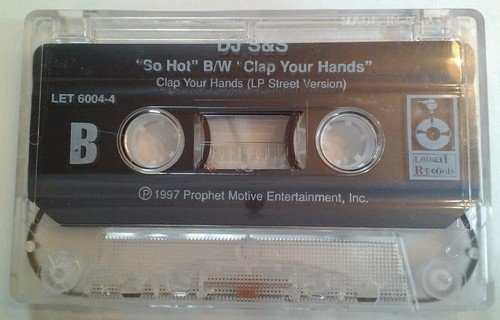 DJ S&S
"So Hot" B/W "Clap Your Hands"
Clap Your Hands (LP Street Version)
LET 6004-4
B
Lethal
Records
℗ 1997 Prophet Motive Entertainment, Inc.